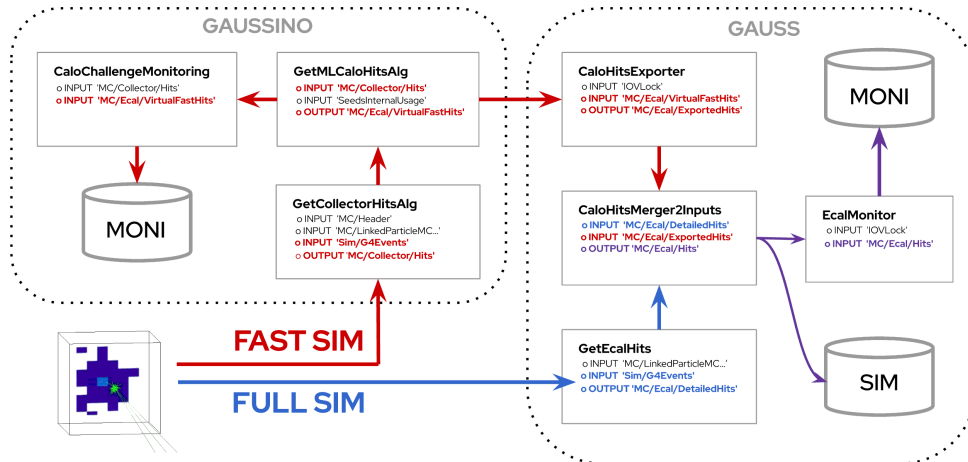 GAUSSINO
CaloChallengeMonitoring
o INPUT 'MC/Collector/Hits'
o INPUT 'MC/Ecal/VirtualFastHits'
GetMLCaloHitsAlg
o INPUT 'MC/Collector/Hits'
o INPUT 'SeedsInternalUsage'
o OUTPUT 'MC/Ecal/VirtualFastHits'
MONI
GetCollectorHitsAlg
o INPUT 'MC/Header'
o INPUT 'MC/LinkedParticleMC...'
o INPUT 'Sim/G4Events'
o OUTPUT 'MC/Collector/Hits'
GAUSS
CaloHitsExporter
o INPUT 'IOVLock'
o INPUT 'MC/Ecal/VirtualFastHits'
o OUTPUT 'MC/Ecal/ExportedHits'
MONI
CaloHitsMerger2Inputs
o INPUT 'MC/Ecal/DetailedHits'
o INPUT 'MC/Ecal/ExportedHits'
o OUTPUT 'MC/Ecal/Hits'
EcalMonitor
o INPUT 'IOVLock'
o INPUT 'MC/Ecal/Hits'
GetEcalHits
o INPUT 'MC/LinkedParticleMC...'
o INPUT 'Sim/G4Events'
o OUTPUT 'MC/Ecal/DetailedHits'
SIM
FAST SIM
FULL SIM